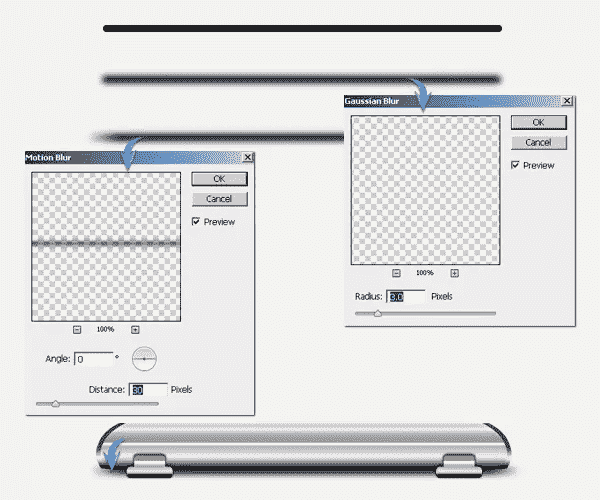 Gaussian Blur
OK
Cancel
Preview
100%
Radius: 3.0 Pixels
Motion Blur
OK
Cancel
Preview
100%
Angle: 0 °
Distance: 30 Pixels